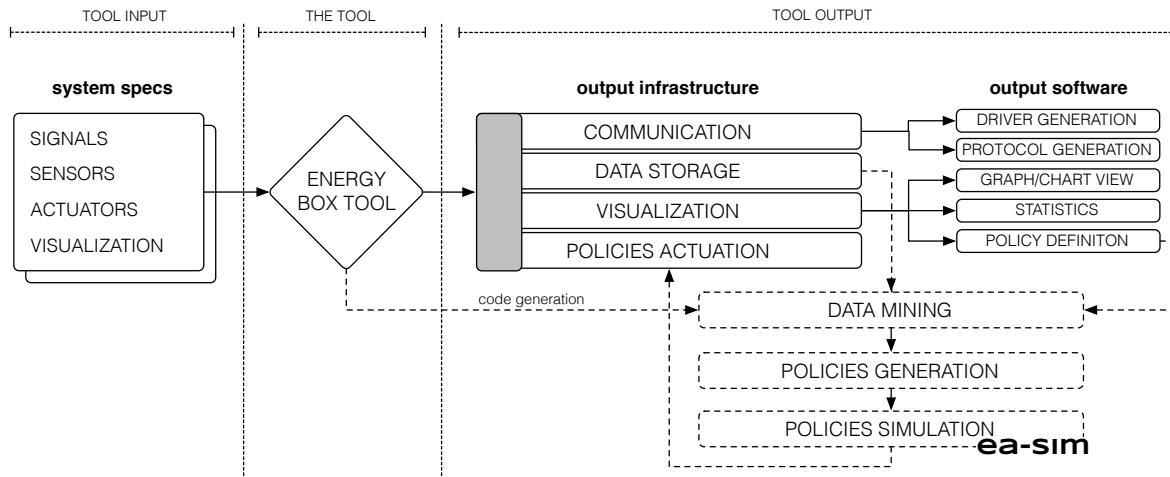 TOOL INPUT
THE TOOL
TOOL OUTPUT
system specs
SIGNALS
SENSORS
ACTUATORS
VISUALIZATION
ENERGY
BOX TOOL
output infrastructure
COMMUNICATION
DATA STORAGE
VISUALIZATION
POLICIES ACTUATION
output software
DRIVER GENERATION
PROTOCOL GENERATION
GRAPH/CHART VIEW
STATISTICS
POLICY DEFINITON
code generation
DATA MINING
POLICIES GENERATION
POLICIES SIMULATION
ea-sım